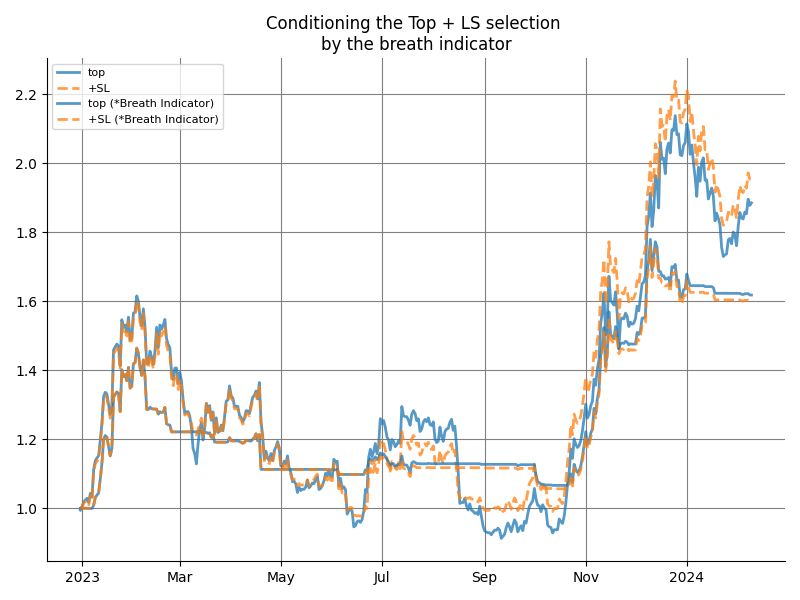 Conditioning the Top + LS selection
by the breath indicator
top
+SL
top (*Breath Indicator)
+SL (*Breath Indicator)
2.2
2.0
1.8
1.6
1.4
1.2
1.0
2023
Mar
May
Jul
Sep
Nov
2024